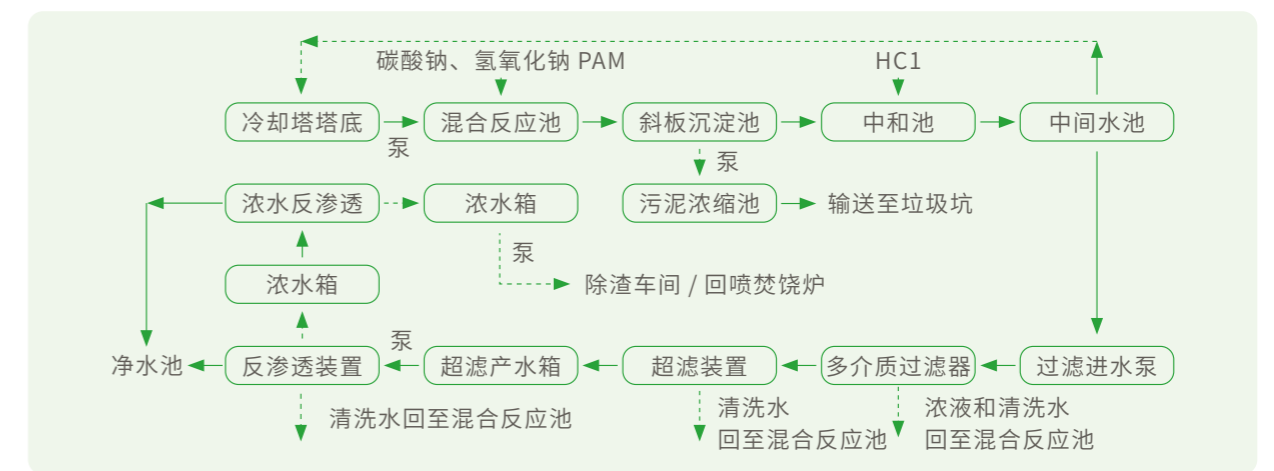 碳酸钠、氢氧化钠 PAM
HC1
冷却塔塔底
混合反应池
斜板沉淀池
中和池
中间水池
泵
泵
浓水反渗透
浓水箱
污泥浓缩池
输送至垃圾坑
泵
浓水箱
除渣车间 / 回喷焚饶炉
泵
净水池
反渗透装置
超滤产水箱
超滤装置
多介质过滤器
过滤进水泵
清洗水回至混合反应池
清洗水
回至混合反应池
浓液和清洗水
回至混合反应池